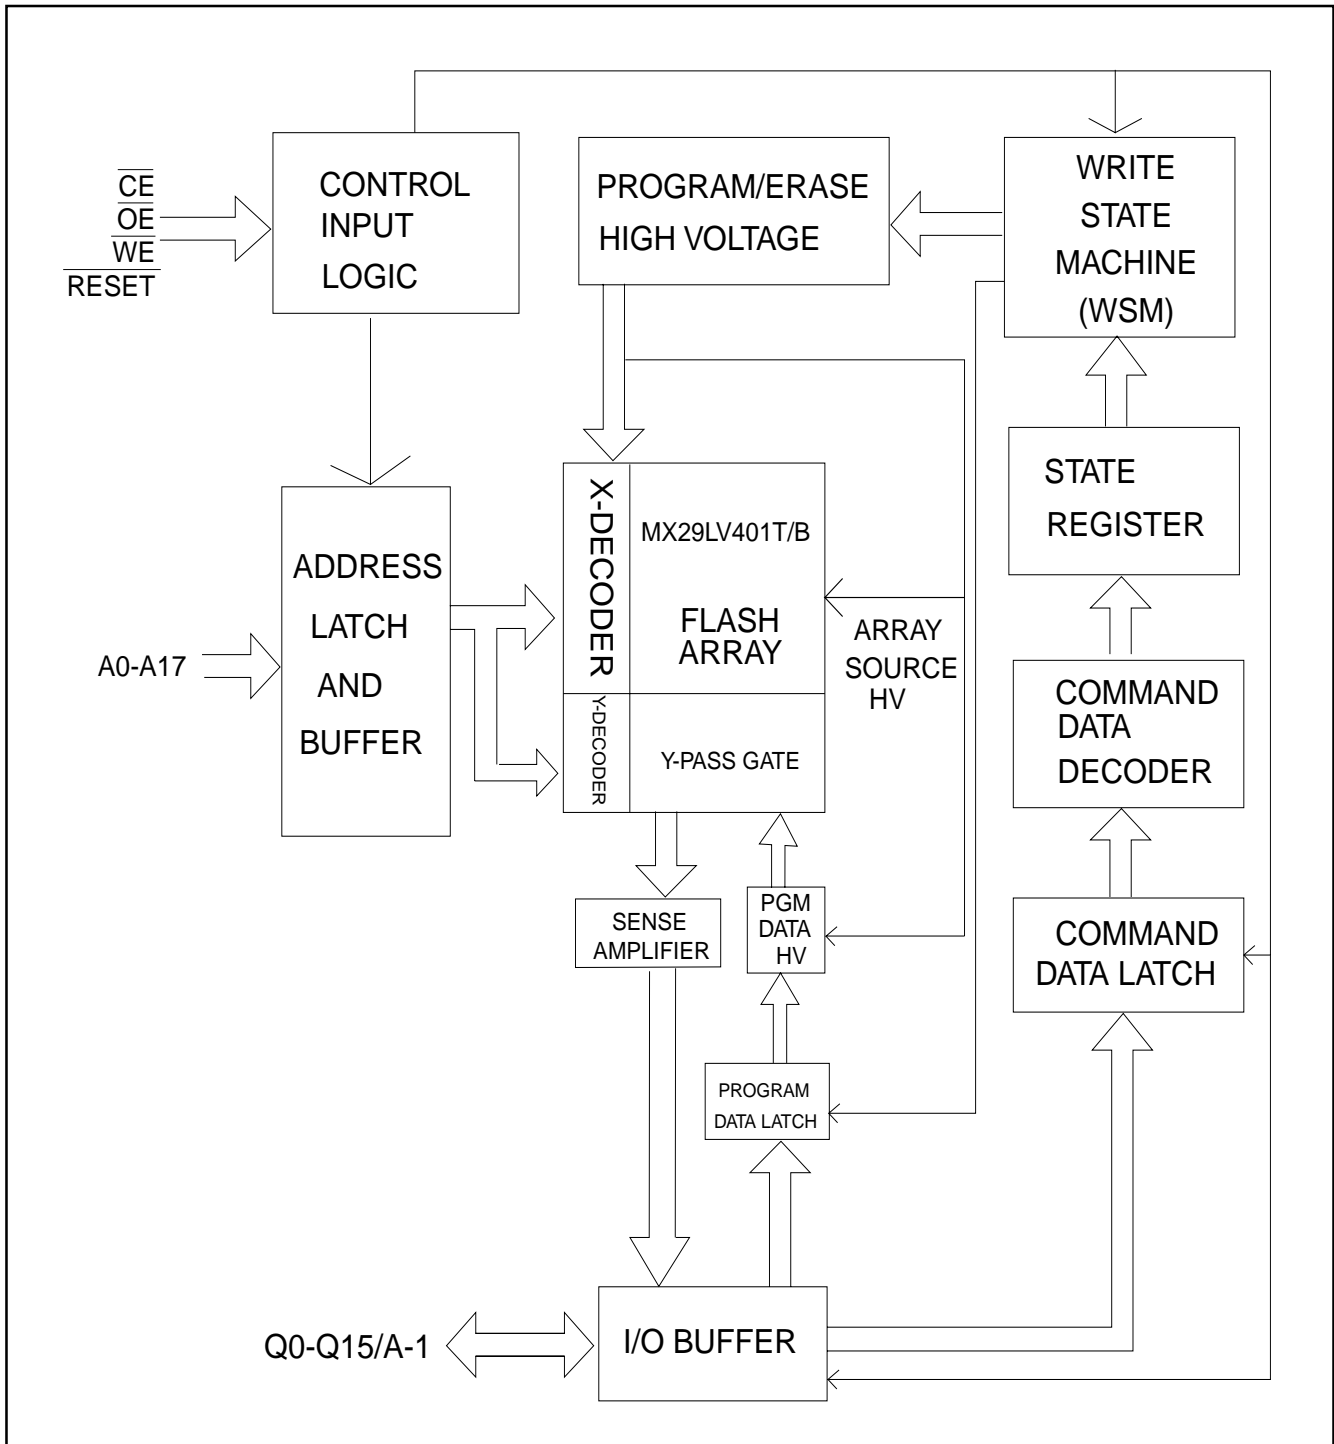 CE
OE
WE
RESET
CONTROL
INPUT
LOGIC
PROGRAM/ERASE
HIGH VOLTAGE
WRITE
STATE
MACHINE
(WSM)
STATE
REGISTER
ADDRESS
LATCH
AND
BUFFER
A0-A17
X-DECODER
MX29LV401T/B
FLASH
ARRAY
ARRAY
SOURCE
HV
Y-DECODER
Y-PASS GATE
COMMAND
DATA
DECODER
SENSE
AMPLIFIER
PGM
DATA
HV
COMMAND
DATA LATCH
PROGRAM
DATA LATCH
Q0-Q15/A-1
I/O BUFFER